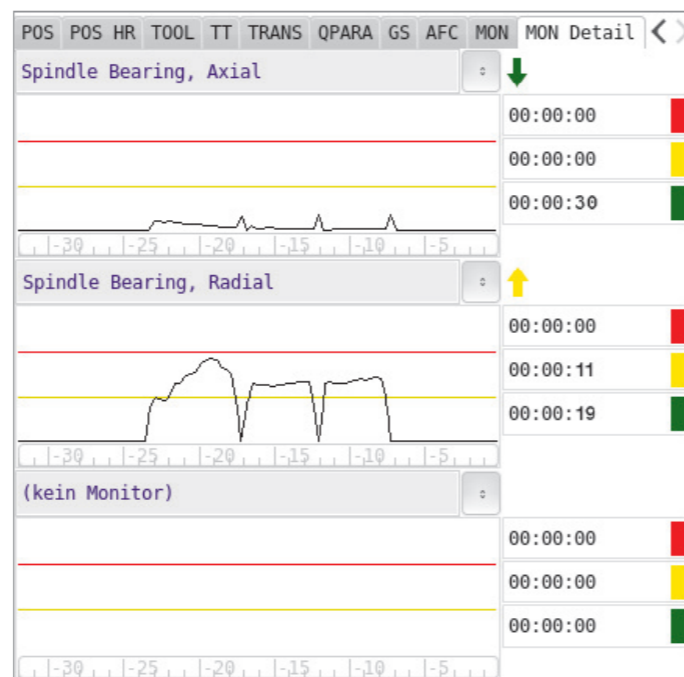 POS POS HR TOOL TT TRANS QPARA GS AFC MON MON Detail
Spindle Bearing, Axial
00:00:00
00:00:00
00:00:30
-30 -25 -20 -15 -10 -5
Spindle Bearing, Radial
00:00:00
00:00:11
00:00:19
-30 -25 -20 -15 -10 -5
(kein Monitor)
00:00:00
00:00:00
00:00:00
-30 -25 -20 -15 -10 -5